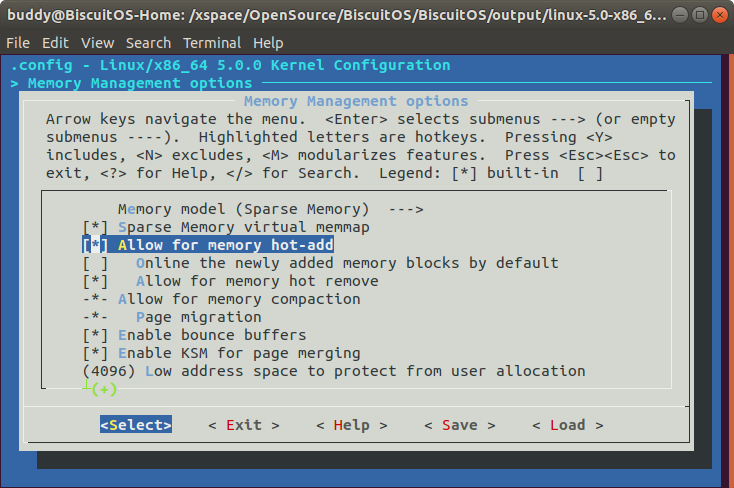 buddy@BiscuitOS-Home: /xspace/OpenSource/BiscuitOS/BiscuitOS/output/linux-5.0-x86_6...
File Edit View Search Terminal Help
.config - Linux/x86_64 5.0.0 Kernel Configuration
> Memory Management options
Memory Management options
Arrow keys navigate the menu.  <Enter> selects submenus ---> (or empty
submenus ----).  Highlighted letters are hotkeys.  Pressing <Y>
includes, <N> excludes, <M> modularizes features.  Press <Esc><Esc> to
exit, <?> for Help, </> for Search.  Legend: [*] built-in  [ ]
Memory model (Sparse Memory)  --->
[*] Sparse Memory virtual memmap
[*] Allow for memory hot-add
[ ]   Online the newly added memory blocks by default
[*]   Allow for memory hot remove
-*- Allow for memory compaction
-*-   Page migration
[*] Enable bounce buffers
[*] Enable KSM for page merging
(4096) Low address space to protect from user allocation
(+)
<Select>    < Exit >    < Help >    < Save >    < Load >